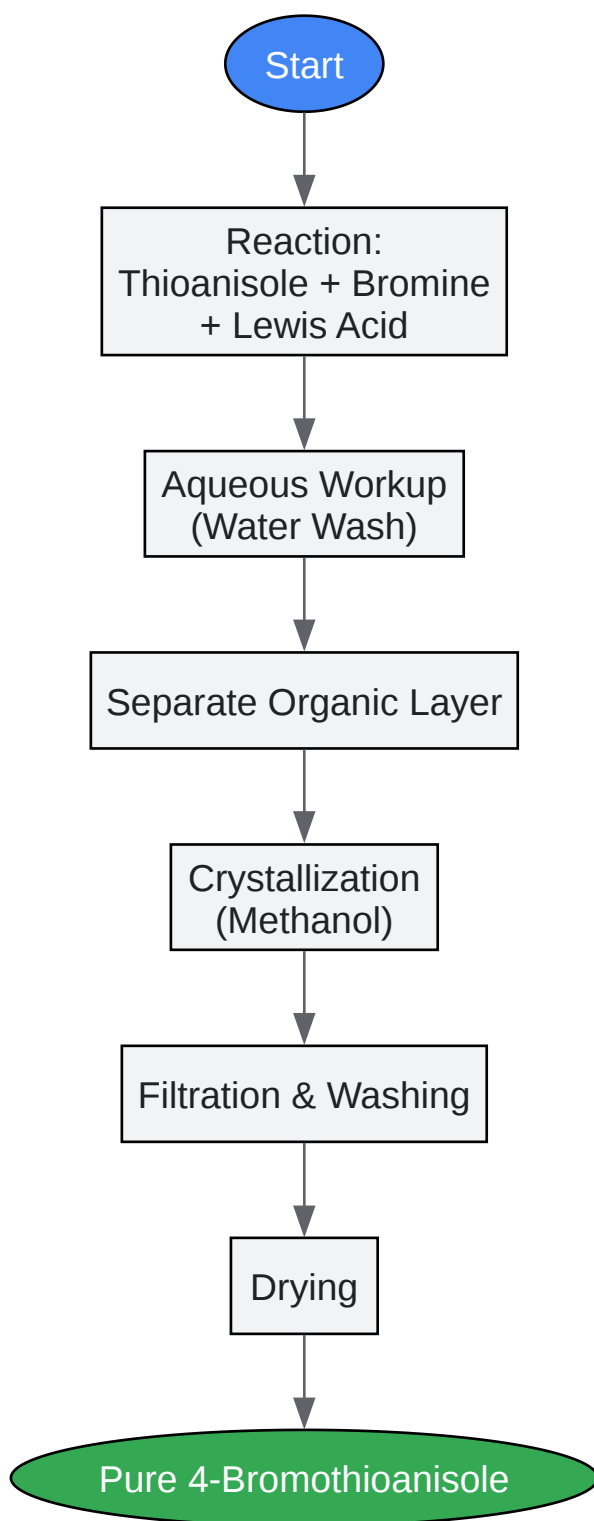 Start
Reaction:
Thioanisole + Bromine
+ Lewis Acid
Aqueous Workup
(Water Wash)
Separate Organic Layer
Crystallization
(Methanol)
Filtration & Washing
Drying
Pure 4-Bromothioanisole